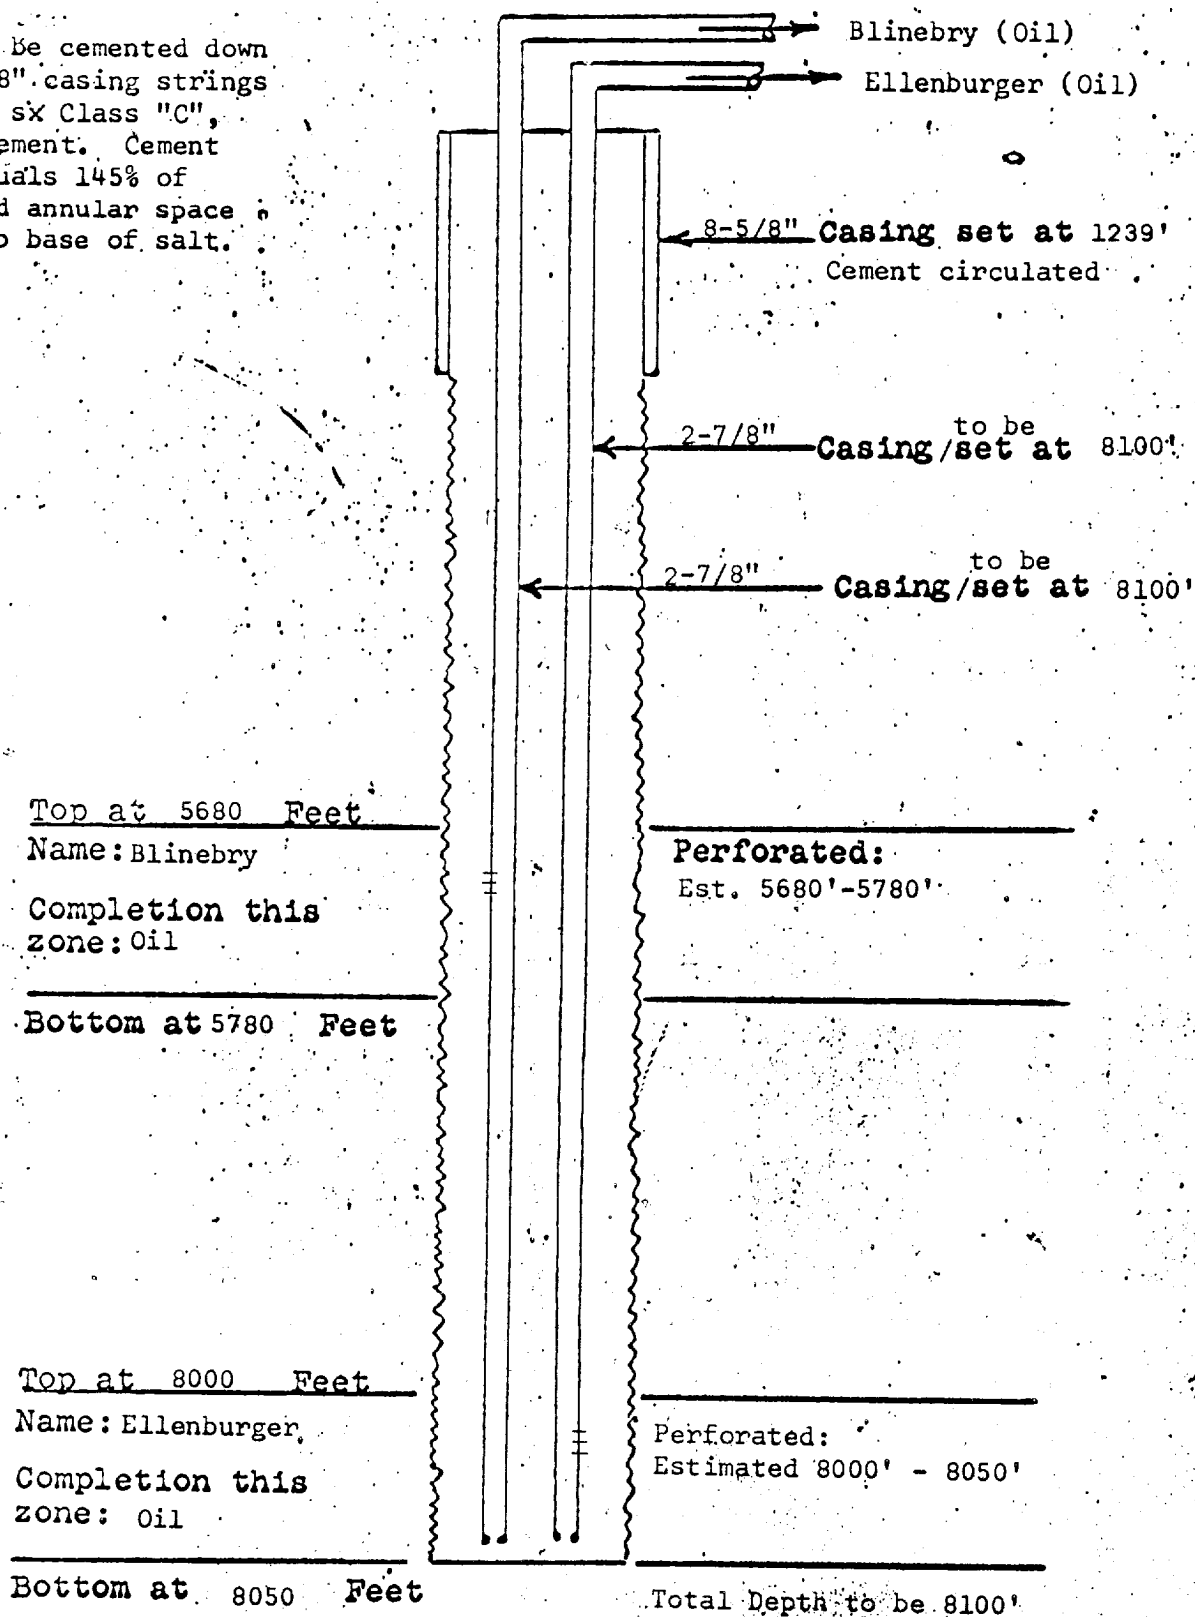 Be cemented down
8" casing strings
sx Class "C",
ement. Cement
uals 145% of
d annular space
o base of salt.
Blinebry (Oil)
Ellenburger (Oil)
8-5/8" Casing set at 1239'
Cement circulated
to be
2-7/8" Casing/set at 8100'
to be
2-7/8" Casing/set at 8100'
Top at 5680 Feet
Name: Blinebry
Completion this
zone: Oil
Bottom at 5780 Feet
Perforated:
Est. 5680'-5780'
Top at 8000 Feet
Name: Ellenburger
Completion this
zone: Oil
Bottom at 8050 Feet
Perforated:
Estimated 8000' - 8050'
Total Depth to be 8100'